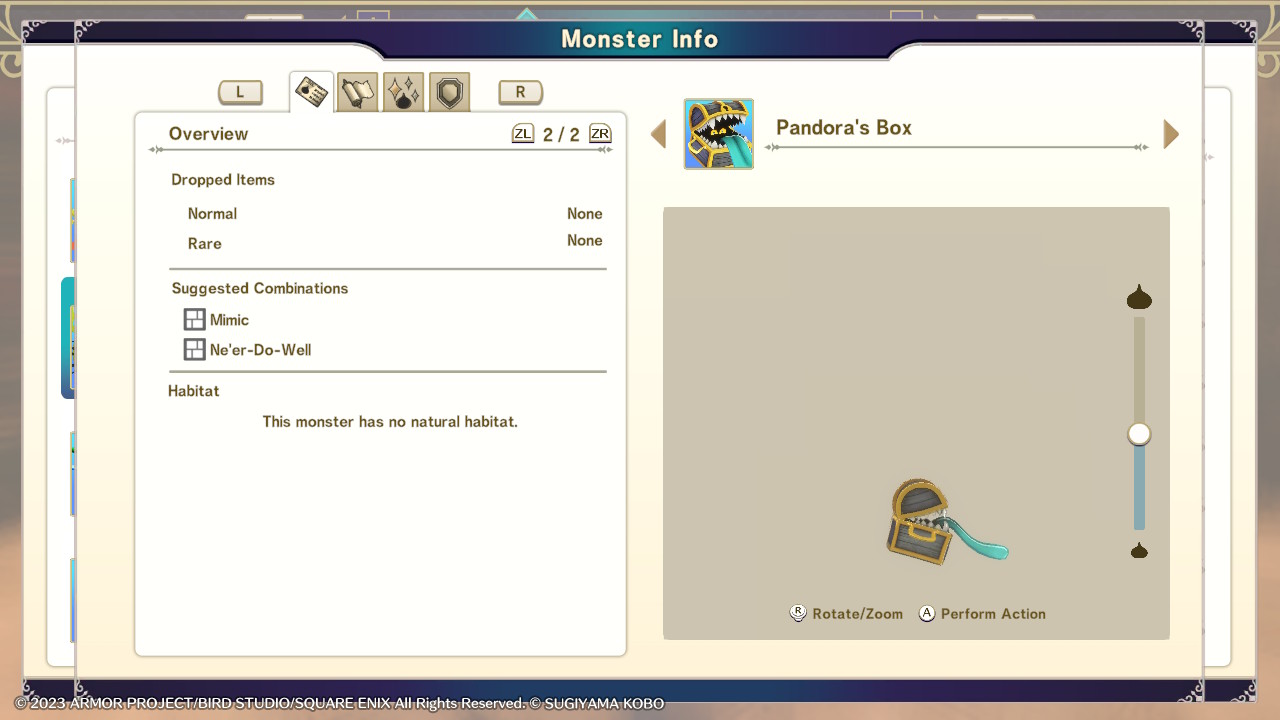 Monster Info
L
R
Overview
ZL 2 / 2 ZR
Dropped Items
Normal None
Rare None
Suggested Combinations
Mimic
Ne'er-Do-Well
Habitat
This monster has no natural habitat.
Pandora's Box
R Rotate/Zoom A Perform Action
© 2023 ARMOR PROJECT/BIRD STUDIO/SQUARE ENIX All Rights Reserved. © SUGIYAMA KOBO